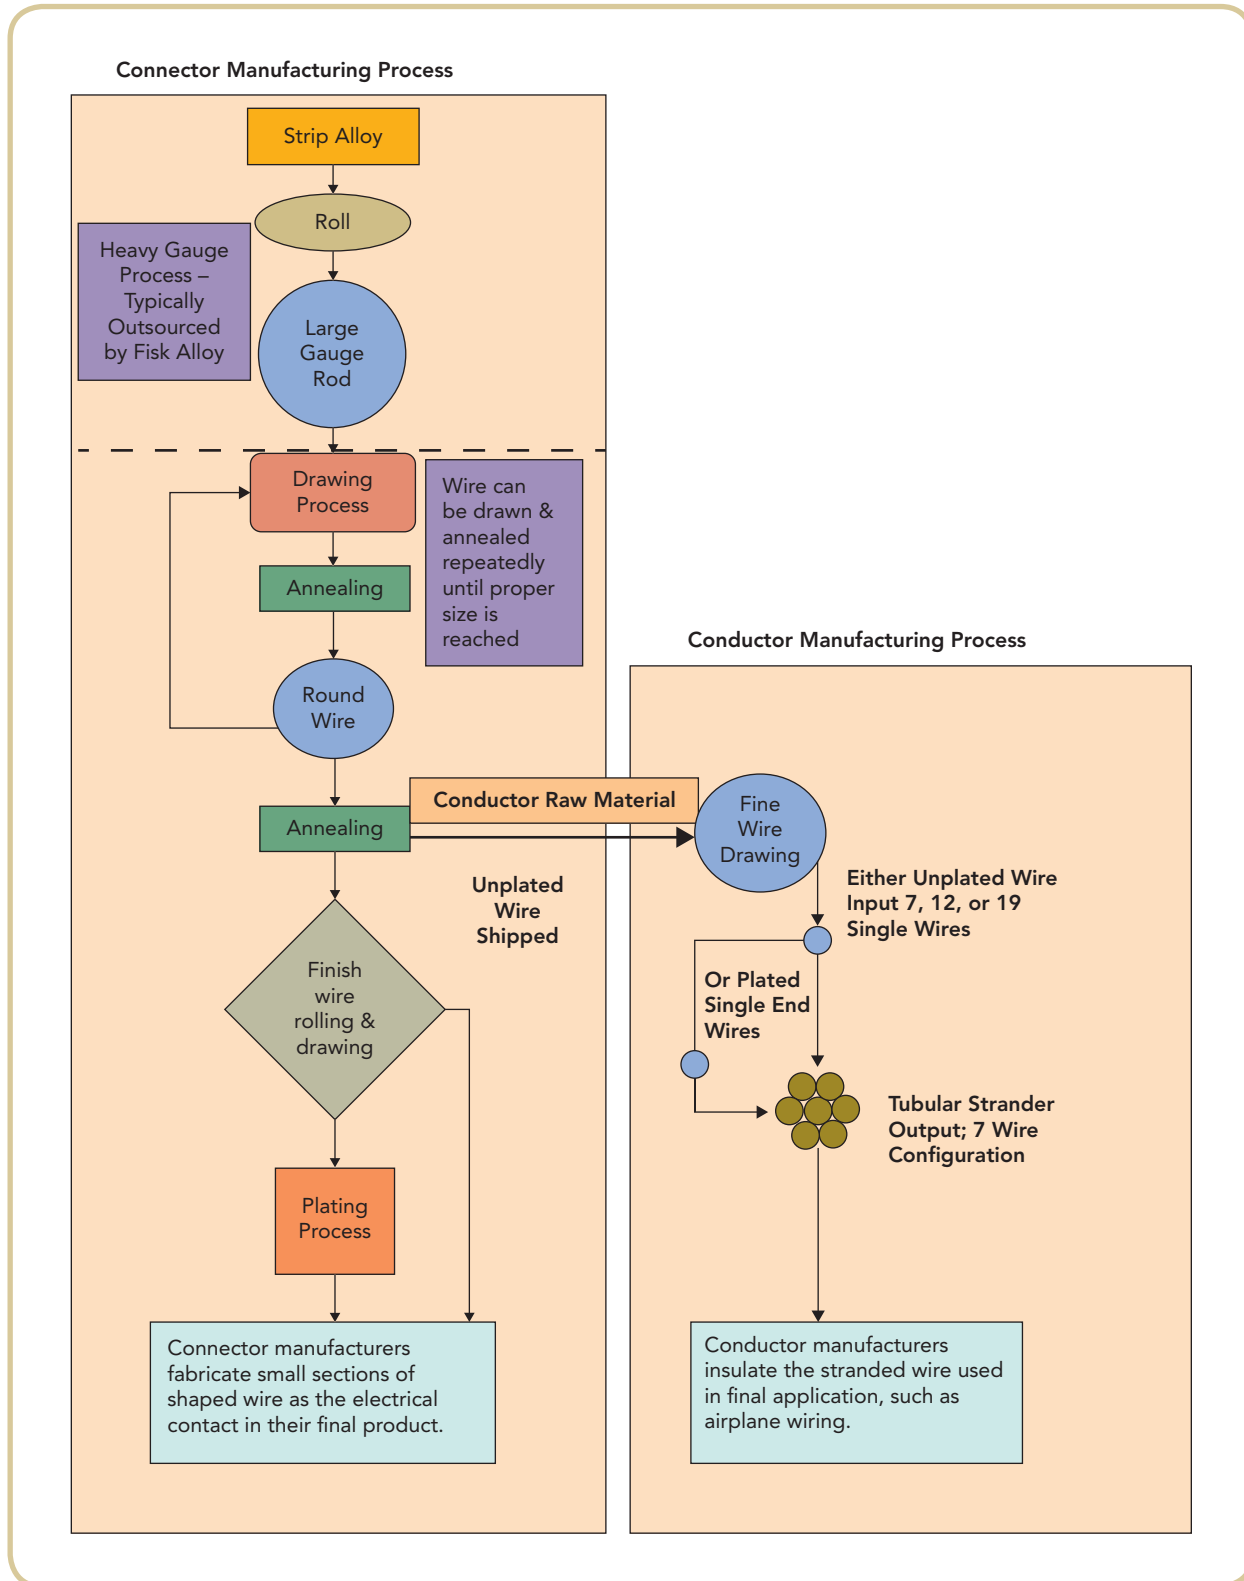 Connector Manufacturing Process
Strip Alloy
Roll
Heavy Gauge
Process –
Typically
Outsourced
by Fisk Alloy
Large
Gauge
Rod
Drawing
Process
Wire can
be drawn &
annealed
repeatedly
until proper
size is
reached
Annealing
Round
Wire
Annealing
Conductor Raw Material
Unplated
Wire
Shipped
Finish
wire
rolling &
drawing
Plating
Process
Connector manufacturers
fabricate small sections of
shaped wire as the electrical
contact in their final product.
Conductor Manufacturing Process
Fine
Wire
Drawing
Either Unplated Wire
Input 7, 12, or 19
Single Wires
Or Plated
Single End
Wires
Tubular Strander
Output; 7 Wire
Configuration
Conductor manufacturers
insulate the stranded wire used
in final application, such as
airplane wiring.